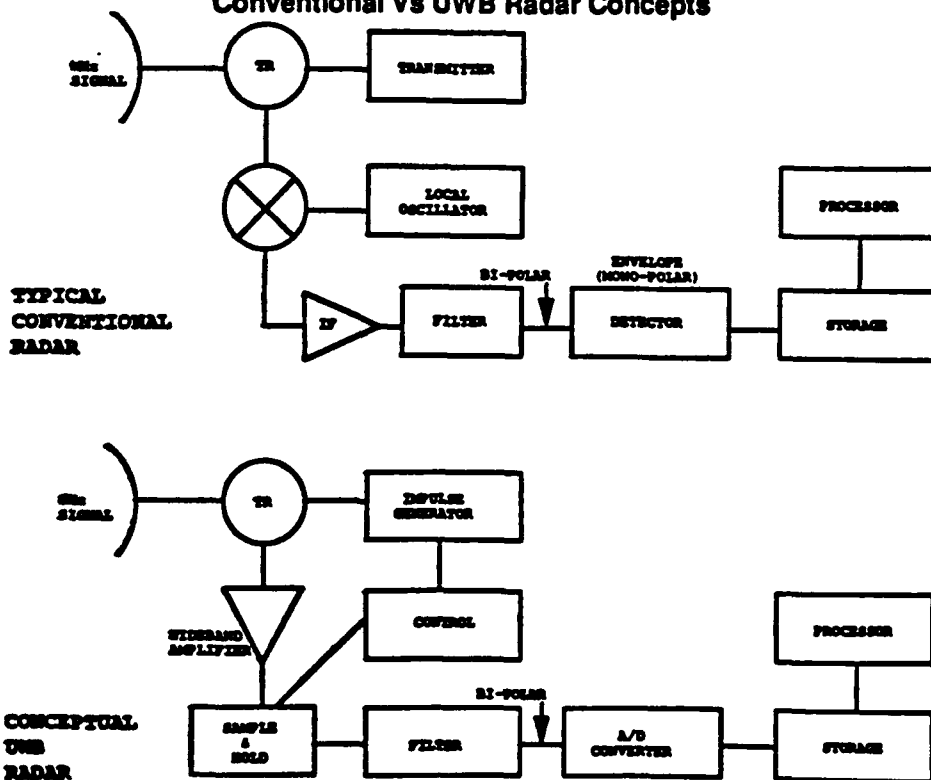 Conventional Vs UWB Radar Concepts
SIGNAL
TR
TRANSMITTER
LOCAL
OSCILLATOR
PROCESSOR
TYPICAL
CONVENTIONAL
RADAR
IF
FILTER
BI-POLAR
ENVELOPE
(MONO-POLAR)
DETECTOR
STORAGE
SIGNAL
TR
IMPULSE
GENERATOR
WIDEBAND
AMPLIFIER
CONTROL
PROCESSOR
CONCEPTUAL
UWB
RADAR
SAMPLE
&
HOLD
FILTER
BI-POLAR
A/D
CONVERTER
STORAGE